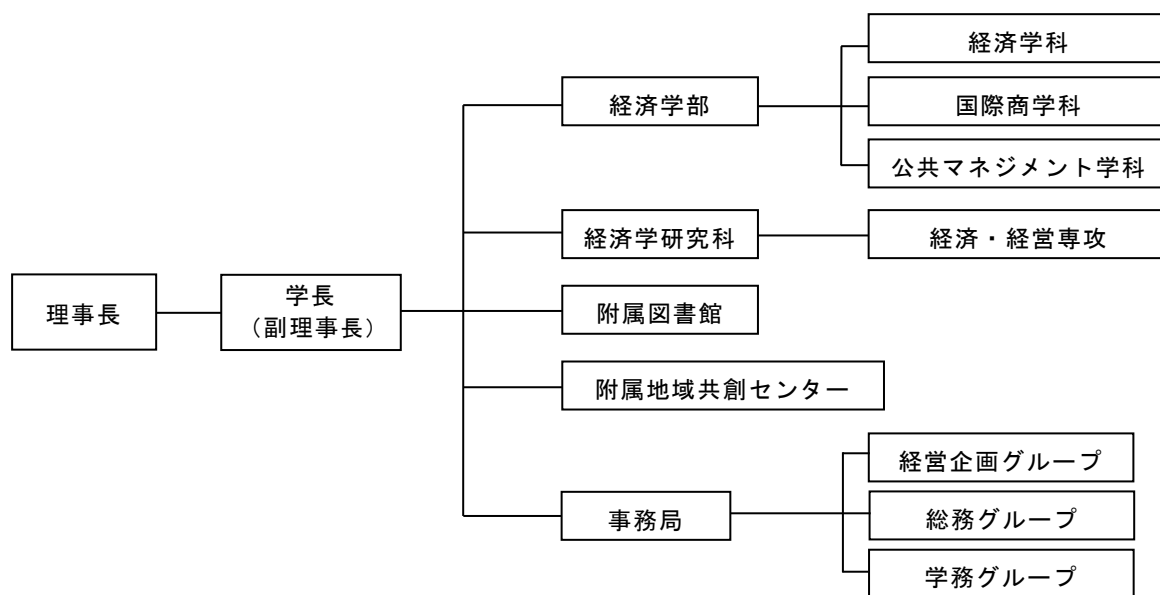 理事長
学長
（副理事長）
経済学部
経済学科
国際商学科
公共マネジメント学科
経済学研究科
経済・経営専攻
附属図書館
附属地域共創センター
事務局
経営企画グループ
総務グループ
学務グループ